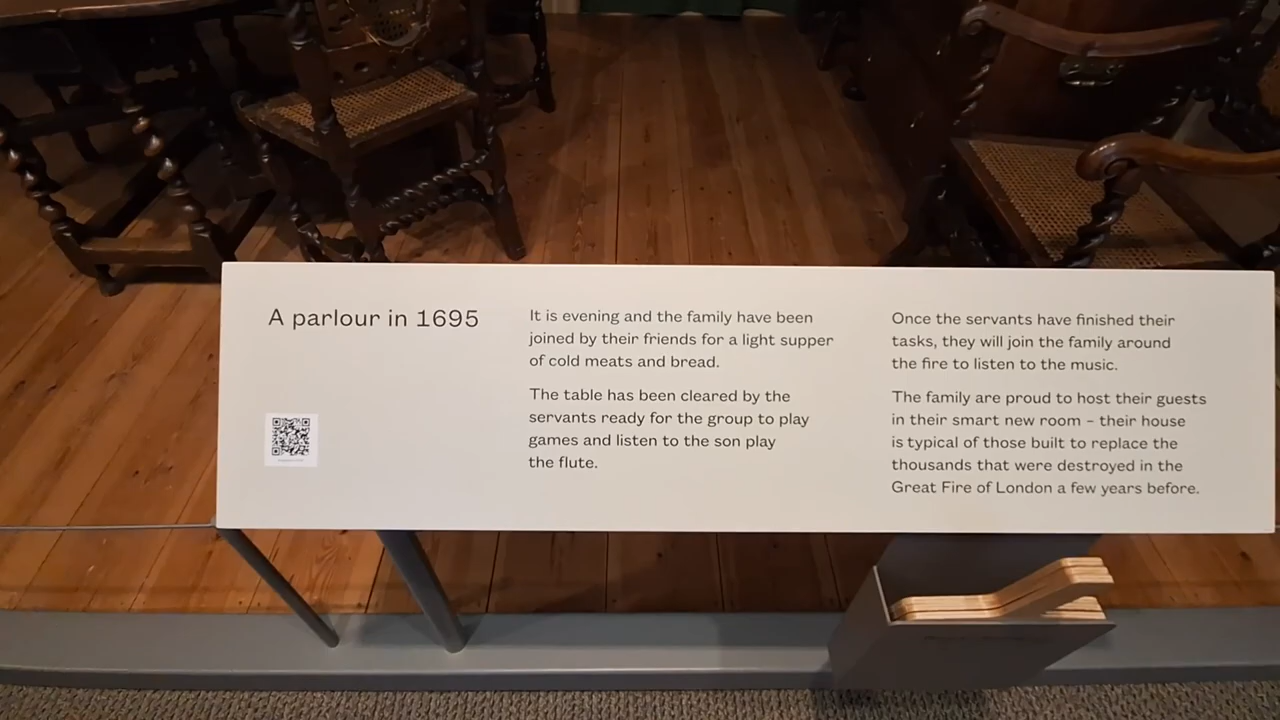 A parlour in 1695
It is evening and the family have been
joined by their friends for a light supper
of cold meats and bread.
The table has been cleared by the
servants ready for the group to play
games and listen to the son play
the flute.
Once the servants have finished their
tasks, they will join the family around
the fire to listen to the music.
The family are proud to host their guests
in their smart new room – their house
is typical of those built to replace the
thousands that were destroyed in the
Great Fire of London a few years before.